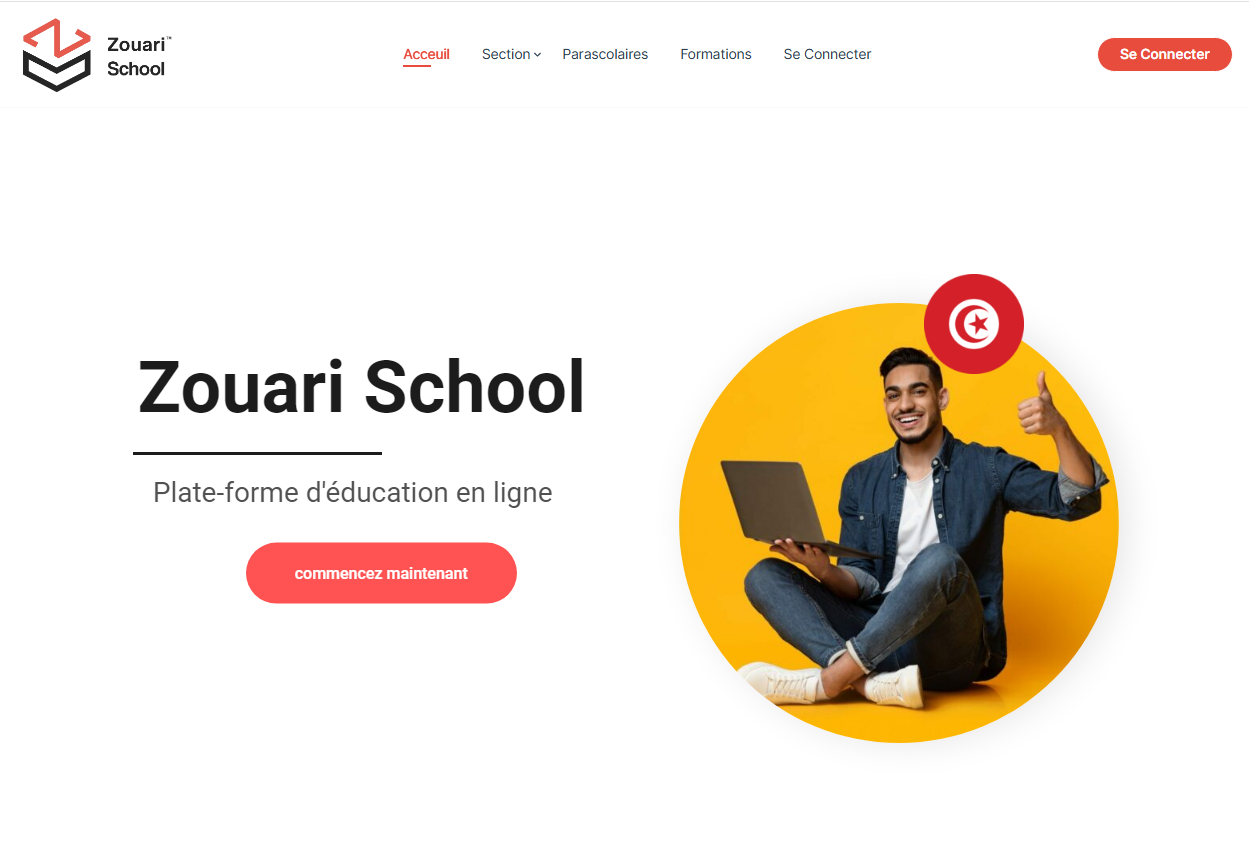 Zouari™
School
Acceuil Section Parascolaires Formations Se Connecter Se Connecter
Zouari School
Plate-forme d'éducation en ligne
commencez maintenant